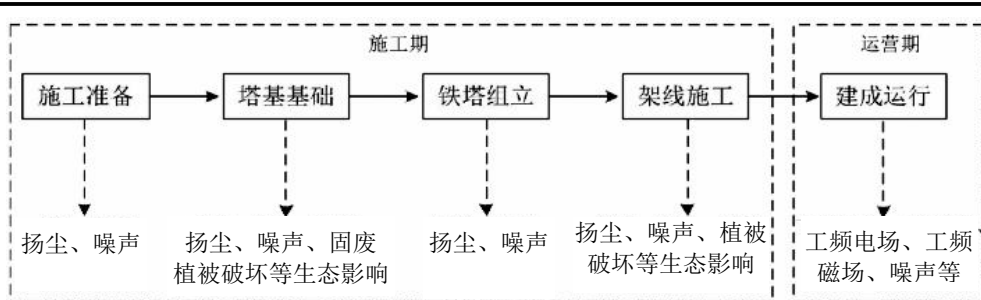 施工期
运营期
施工准备
塔基基础
铁塔组立
架线施工
建成运行
扬尘、噪声
扬尘、噪声、固废
植被破坏等生态影响
扬尘、噪声
扬尘、噪声、植被
破坏等生态影响
工频电场、工频
磁场、噪声等